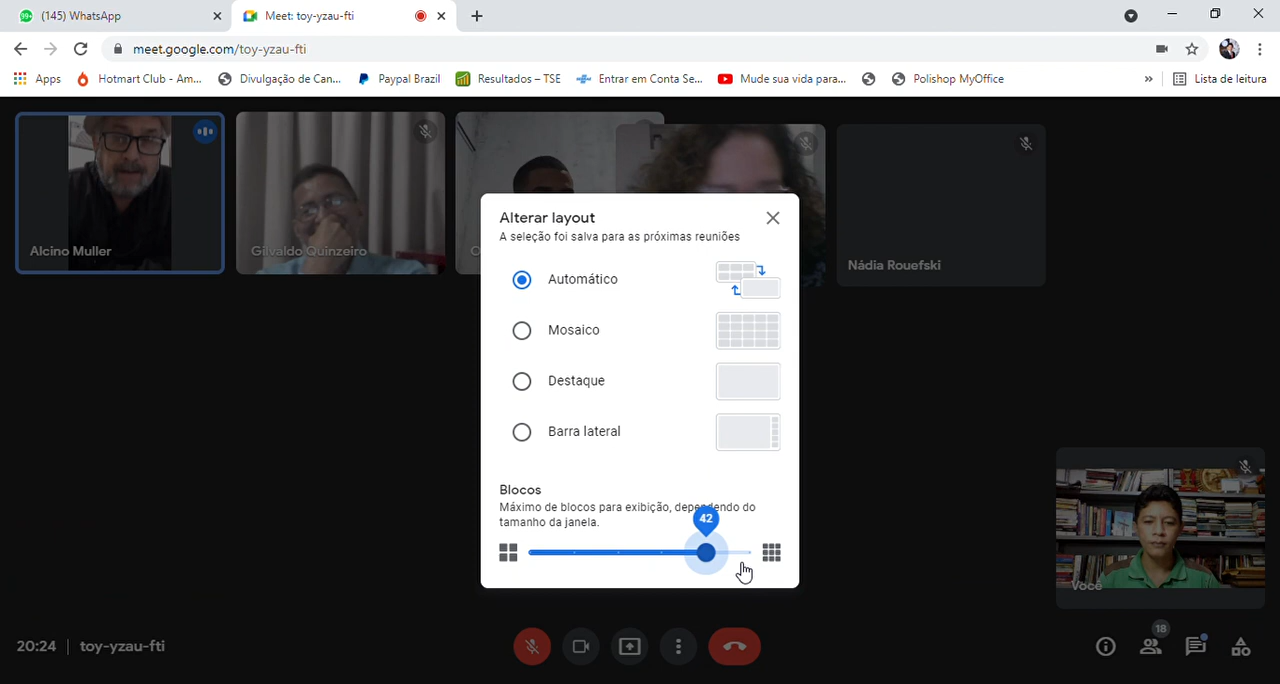 99+ (145) WhatsApp
Meet: toy-yzau-fti
meet.google.com/toy-yzau-fti
Apps
Hotmart Club - Am...
Divulgação de Can...
Paypal Brazil
Resultados – TSE
Entrar em Conta Se...
Mude sua vida para...
Polishop MyOffice
»
Lista de leitura
Alcino Muller
Gilvaldo Quinzeiro
Nádia Rouefski
Alterar layout
A seleção foi salva para as próximas reuniões
Automático
Mosaico
Destaque
Barra lateral
Blocos
Máximo de blocos para exibição, dependendo do
tamanho da janela.
42
Você
20:24 | toy-yzau-fti
18